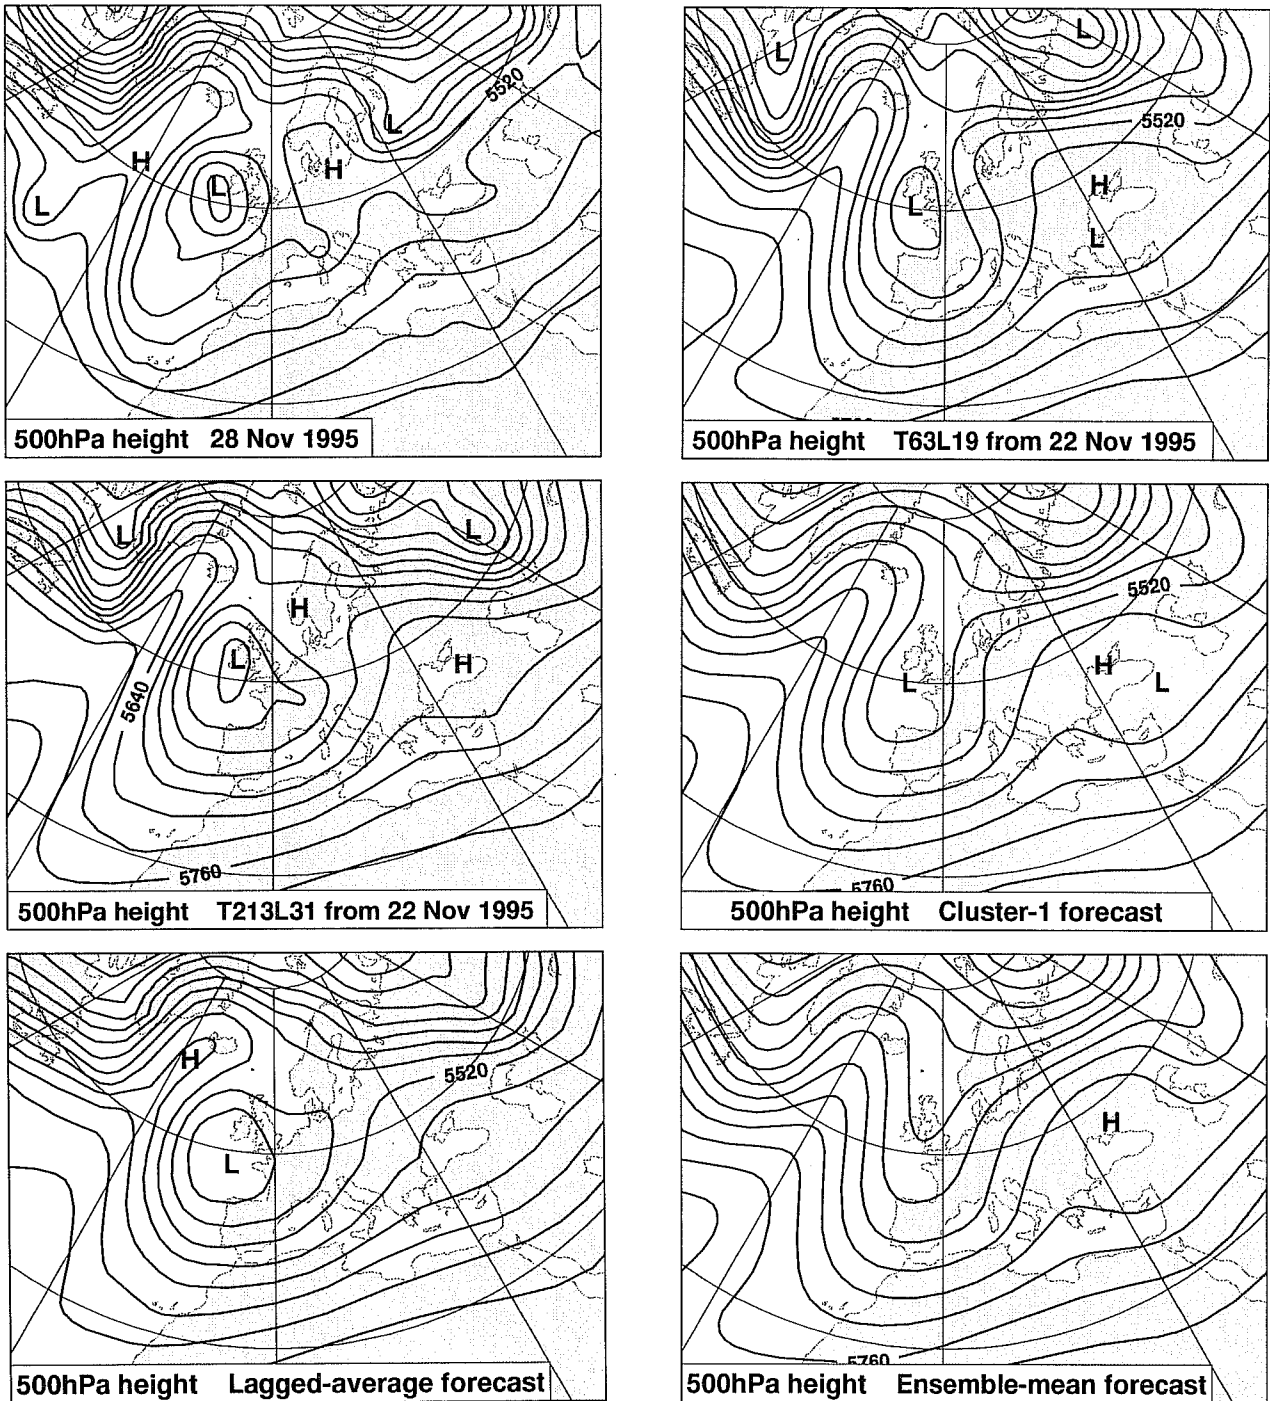 5520
L
H
L
H
L
L
500hPa height 28 Nov 1995
L
L
5520
H
L
L
500hPa height T63L19 from 22 Nov 1995
L
L
H
L
H
5640
5760
500hPa height T213L31 from 22 Nov 1995
5520
H
L
L
5760
500hPa height Cluster-1 forecast
H
5520
L
500hPa height Lagged-average forecast
H
5760
500hPa height Ensemble-mean forecast